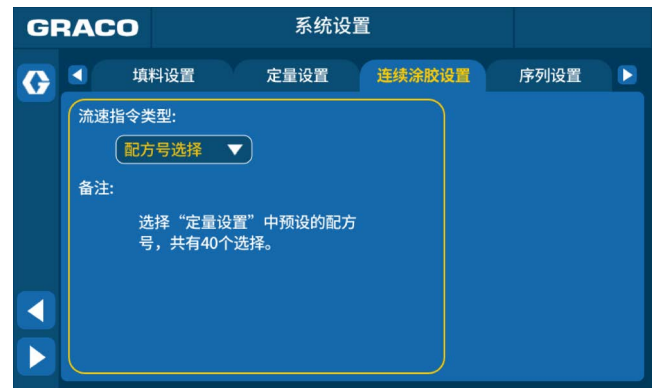 GRACO
系统设置
填料设置
定量设置
连续涂胶设置
序列设置
流速指令类型:
配方号选择
备注:
选择“定量设置”中预设的配方
号，共有40个选择。